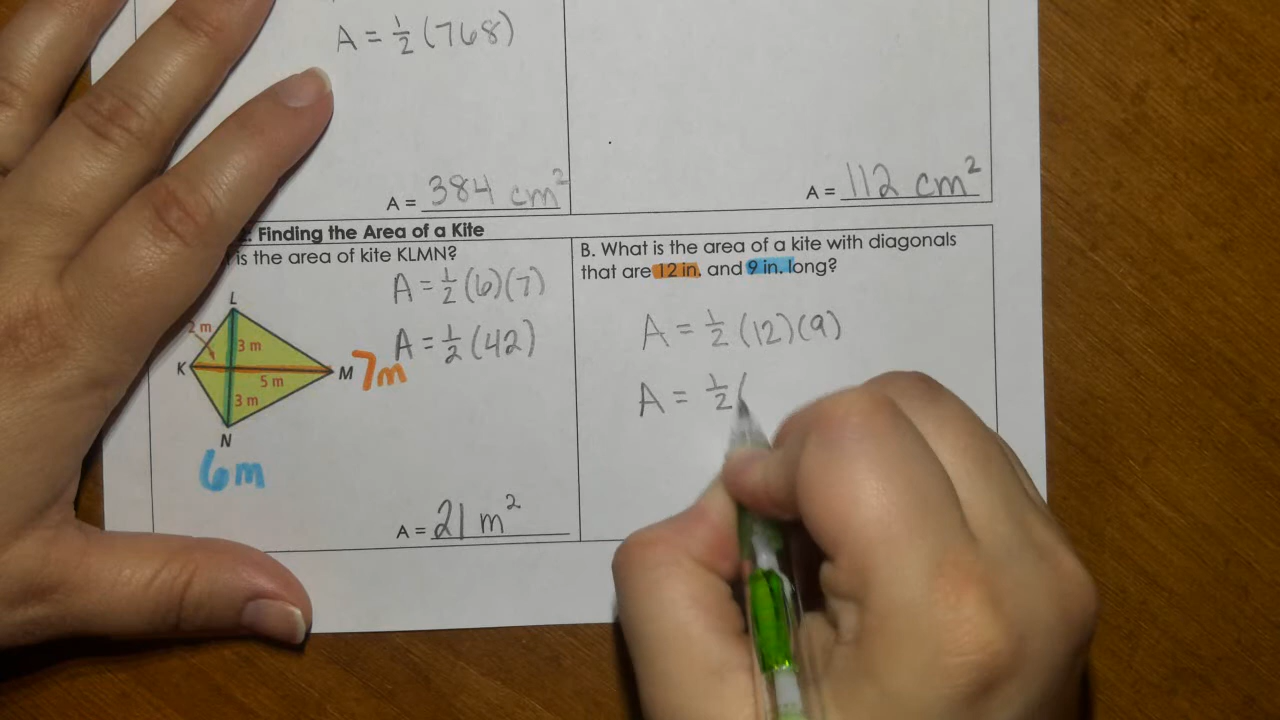 A = 1/2 (768)
A = 384 cm²
A = 112 cm²
Finding the Area of a Kite
is the area of kite KLMN?
A = 1/2 (6)(7)
A = 1/2 (42)
L
2 m
3 m
K
5 m
M
7m
3 m
N
6m
A = 21 m²
B. What is the area of a kite with diagonals
that are 12 in. and 9 in. long?
A = 1/2 (12)(9)
A = 1/2 (